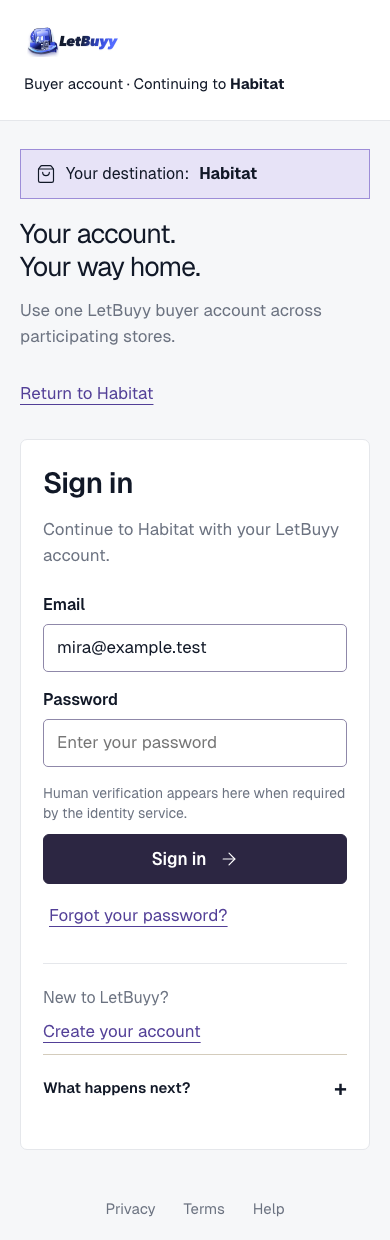 LetBuyy
Buyer account · Continuing to Habitat
Your destination: Habitat
Your account.
Your way home.
Use one LetBuyy buyer account across
participating stores.
Return to Habitat
Sign in
Continue to Habitat with your LetBuyy
account.
Email
mira@example.test
Password
Enter your password
Human verification appears here when required
by the identity service.
Sign in →
Forgot your password?
New to LetBuyy?
Create your account
What happens next? +
Privacy Terms Help